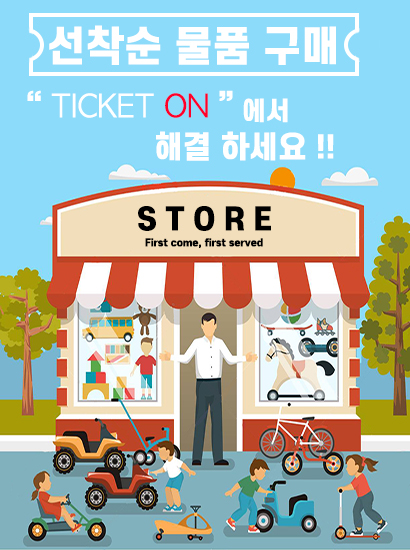 선착순 물품 구매
“ TICKET ON ” 에서
해결 하세요 !!
STORE
First come, first served